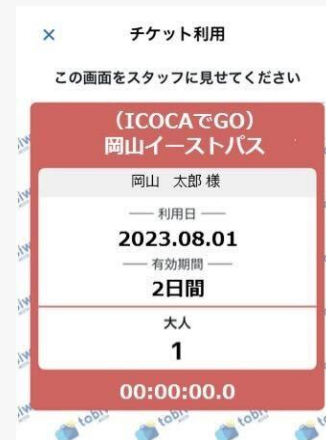 × チケット利用
この画面をスタッフに見せてください
（ICOCAでGO）
岡山イーストパス
岡山 太郎 様
利用日
2023.08.01
有効期間
2日間
大人
1
00:00:00.0